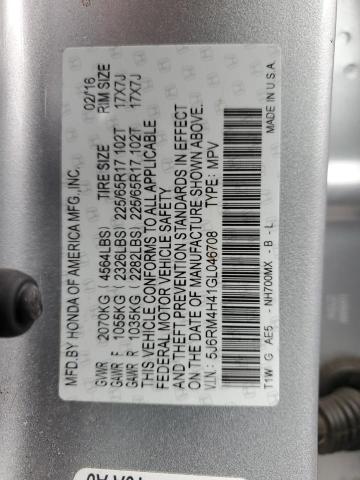 MFD.BY HONDA OF AMERICA MFG.,INC. 02/16
TIRE SIZE RIM SIZE
GVWR 2070KG (4564LBS)
GAWR F 1055KG (2326LBS) 225/65R17 102T 17X7J
GAWR R 1035KG (2282LBS) 225/65R17 102T 17X7J
THIS VEHICLE CONFORMS TO ALL APPLICABLE
FEDERAL MOTOR VEHICLE SAFETY
AND THEFT PREVENTION STANDARDS IN EFFECT
ON THE DATE OF MANUFACTURE SHOWN ABOVE.
V.I.N.: 5J6RM4H41GL046708 TYPE: MPV
T1W G AE5- -NH700MX -B -L MADE IN U.S.A.